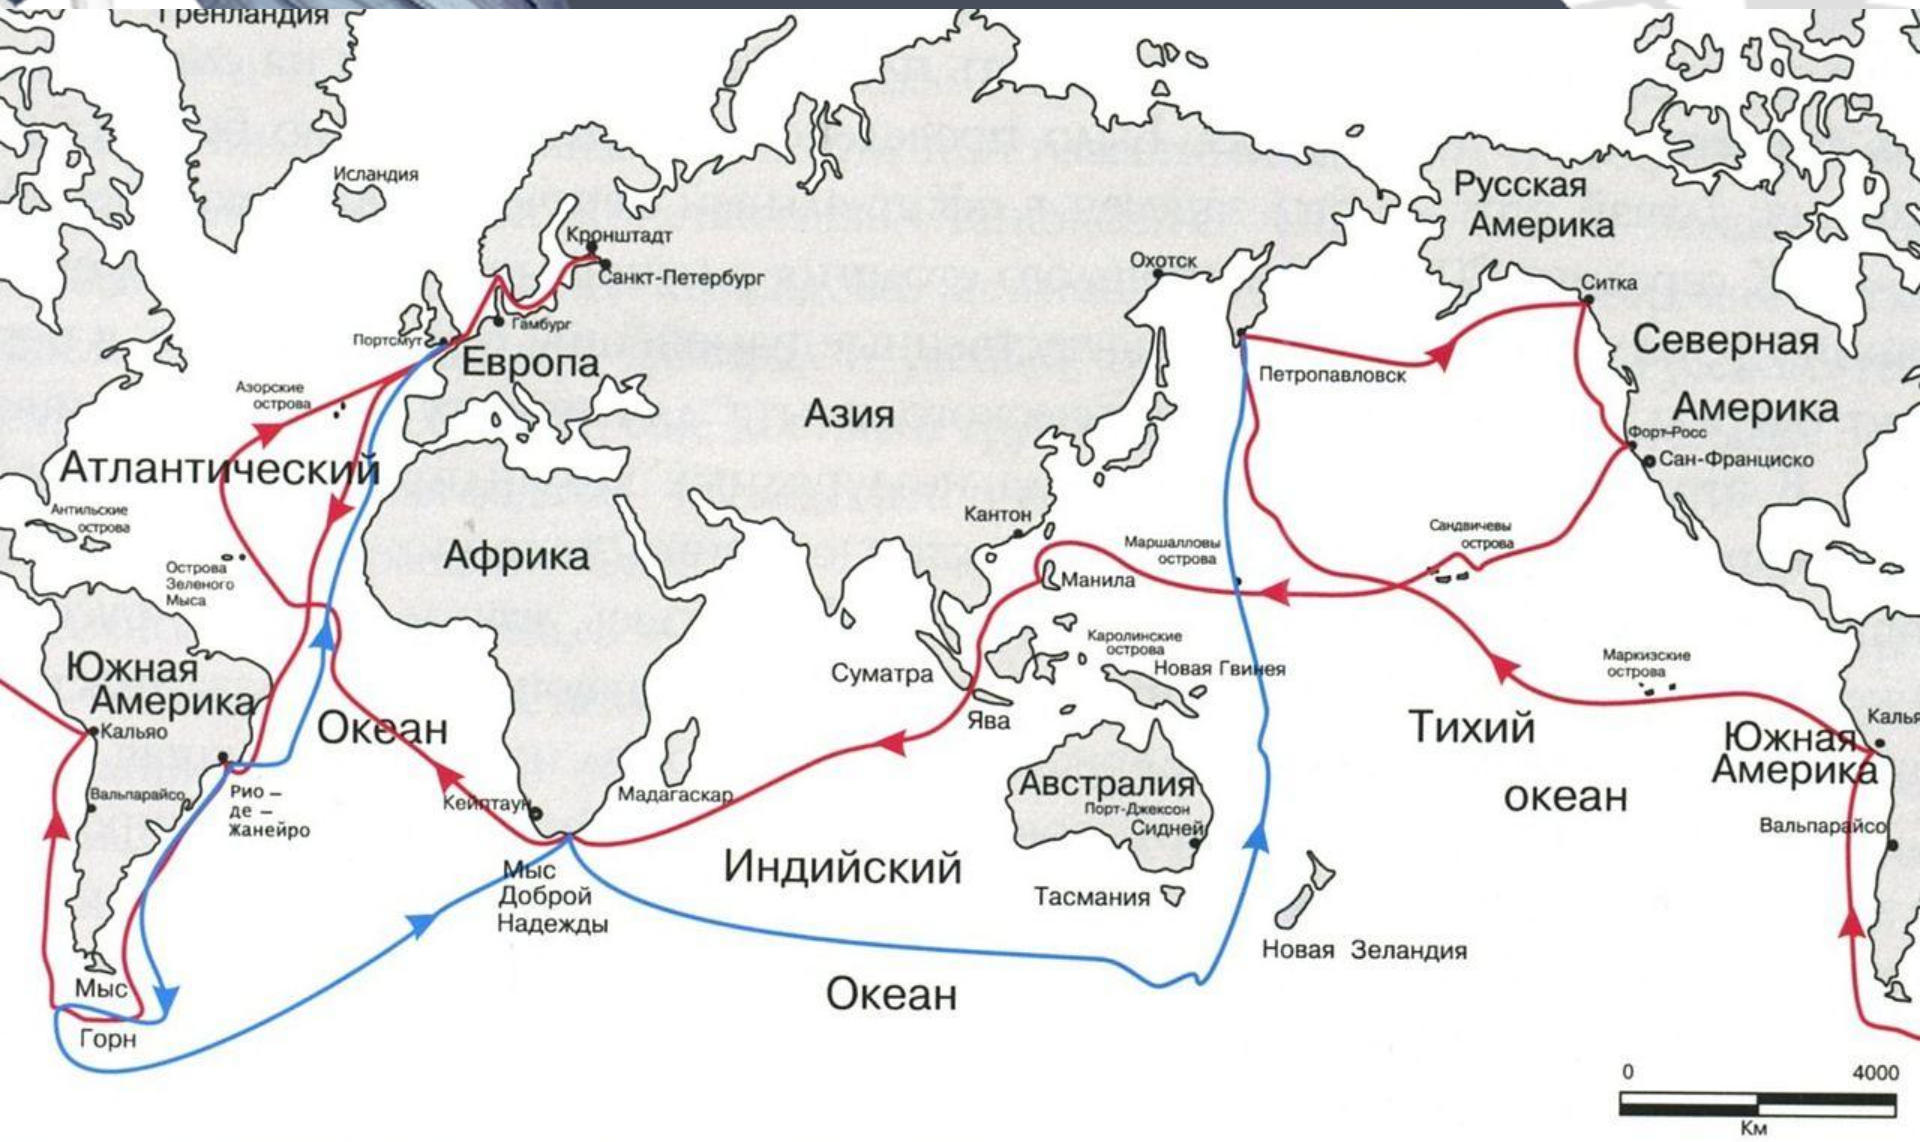 Гренландия
Исландия
Кронштадт
Санкт-Петербург
Гамбург
Портсмут
Европа
Азорские
острова
Атлантический
Антильские
острова
Острова
Зеленого
Мыса
Африка
Азия
Охотск
Русская
Америка
Ситка
Северная
Америка
Петропавловск
Форт-Росс
Сан-Франциско
Кантон
Маршалловы
острова
Сандвичевы
острова
Манила
Каролинские
острова
Новая Гвинея
Суматра
Ява
Маркизские
острова
Южная
Америка
Кальяо
Океан
Вальпарайсо
Рио –
де –
Жанейро
Кейптаун
Мадагаскар
Мыс
Доброй
Надежды
Индийский
Океан
Австралия
Порт-Джексон
Сидней
Тасмания
Новая Зеландия
Тихий
океан
Южная
Америка
Калья
Вальпарайсо
Мыс
Горн
0 4000
Км